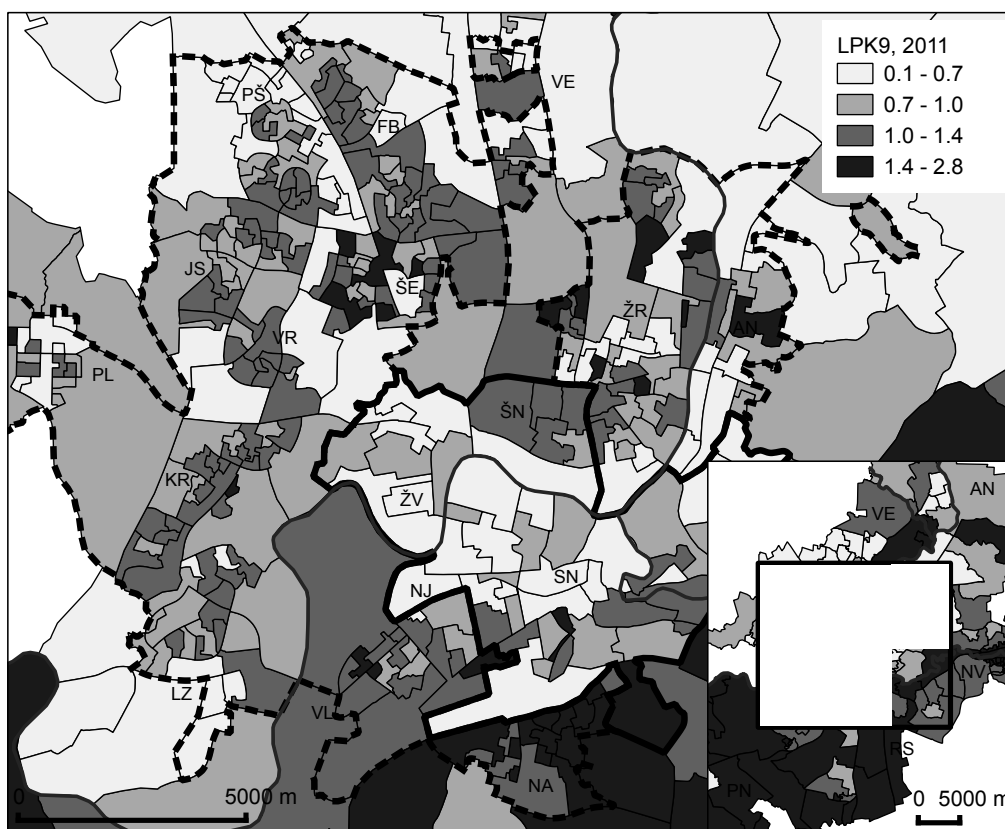 LPK9, 2011
0.1 - 0.7
0.7 - 1.0
1.0 - 1.4
1.4 - 2.8
PŠ
FB
VE
JS
ŠE
ŽR
AN
VR
PL
ŠN
KR
ŽV
SN
NJ
LZ
VL
NA
0 5000 m
AN
VE
NV
RS
PN
0 5000 m